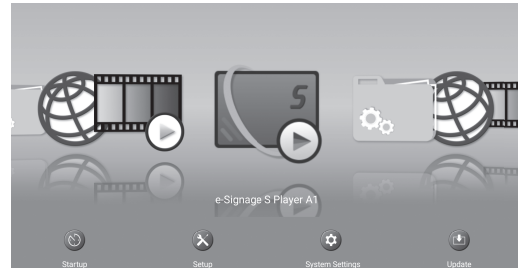 S
e-Signage S Player A1
Startup
Setup
System Settings
Update